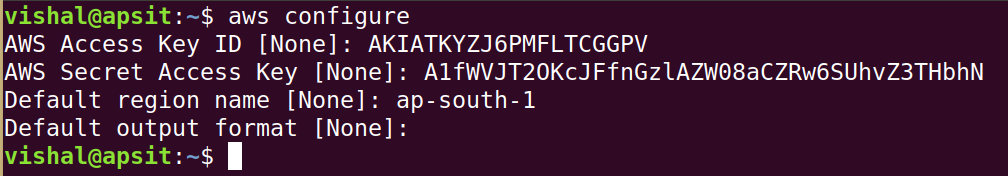 vishal@apsit:~$ aws configure
AWS Access Key ID [None]: AKIATKYZJ6PMFLTCGGPV
AWS Secret Access Key [None]: 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
Default region name [None]: ap-south-1
Default output format [None]:
vishal@apsit:~$